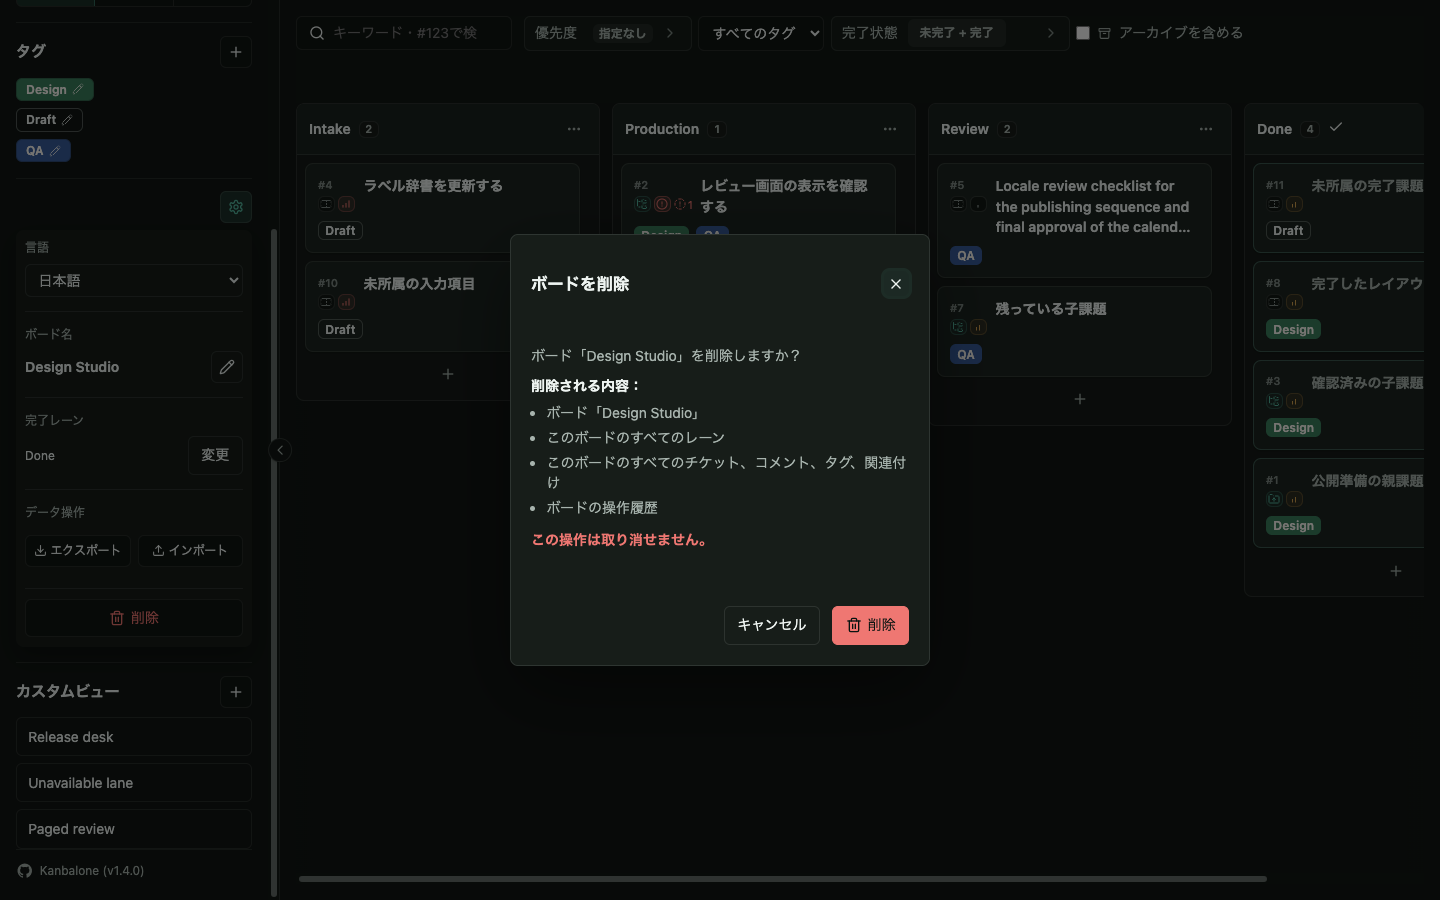 タグ
Design
Draft
QA
言語
日本語
ボード名
Design Studio
完了レーン
Done
変更
データ操作
エクスポート
インポート
削除
カスタムビュー
Release desk
Unavailable lane
Paged review
Kanbalone (v1.4.0)
キーワード・#123で検
優先度
指定なし
すべてのタグ
完了状態
未完了 + 完了
アーカイブを含める
Intake 2
#4
ラベル辞書を更新する
Draft
#10
未所属の入力項目
Draft
Production 1
#2
レビュー画面の表示を確認
する
1
Design
QA
Review 2
#5
Locale review checklist for
the publishing sequence and
final approval of the calend...
QA
#7
残っている子課題
QA
Done 4
#11
未所属の完了課題
Draft
#8
完了したレイアウ
Design
#3
確認済みの子課題
Design
#1
公開準備の親課題
Design
ボードを削除
ボード「Design Studio」を削除しますか？
削除される内容：
ボード「Design Studio」
このボードのすべてのレーン
このボードのすべてのチケット、コメント、タグ、関連付
け
ボードの操作履歴
この操作は取り消せません。
キャンセル
削除